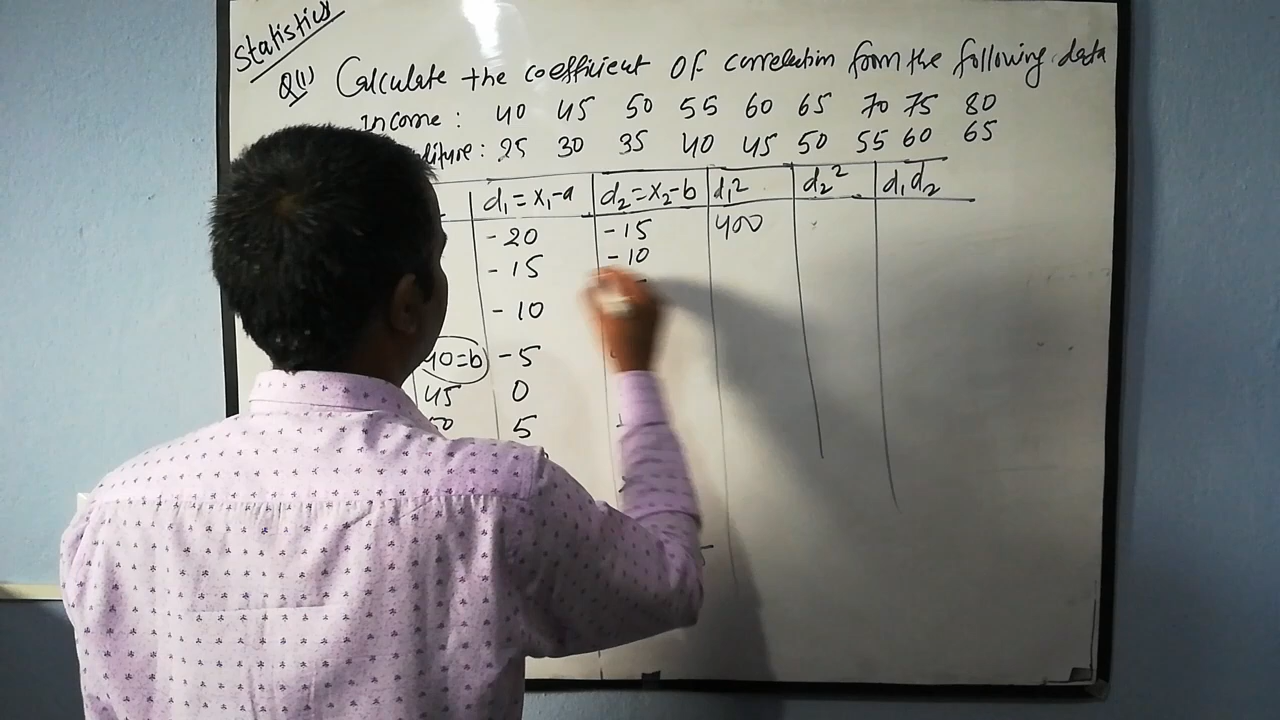 Statistics
Q(1) Calculate the coefficient of correlation from the following data
Income : 40 45 50 55 60 65 70 75 80
diture : 25 30 35 40 45 50 55 60 65
d₁ = x₁-a d₂ = x₂-b d₁² d₂² d₁d₂
-20 -15 400
-15 -10
-10
40=b -5
45 0
50 5